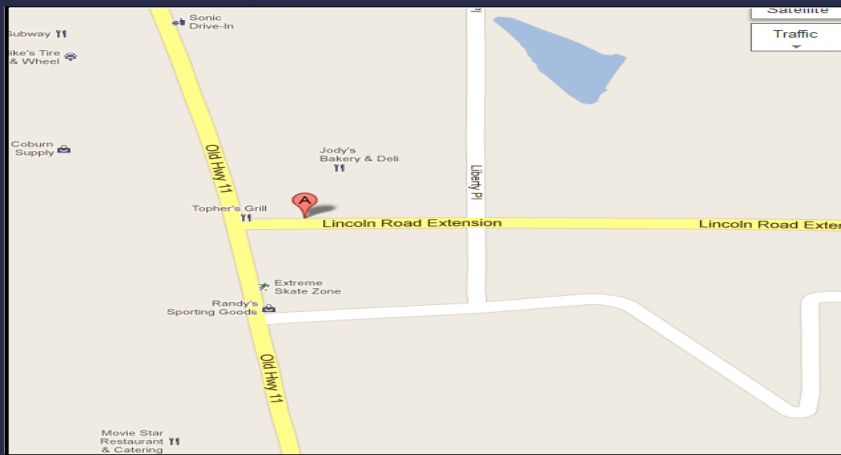 Satellite
Traffic
Sonic
Drive-In
Subway
ike's Tire
& Wheel
Coburn
Supply
Old Hwy 11
Jody's
Bakery & Deli
Liberty Pl
Topher's Grill
A
Lincoln Road Extension
Lincoln Road Exter
Extreme
Skate Zone
Randy's
Sporting Goods
Old Hwy 11
Movie Star
Restaurant
& Catering